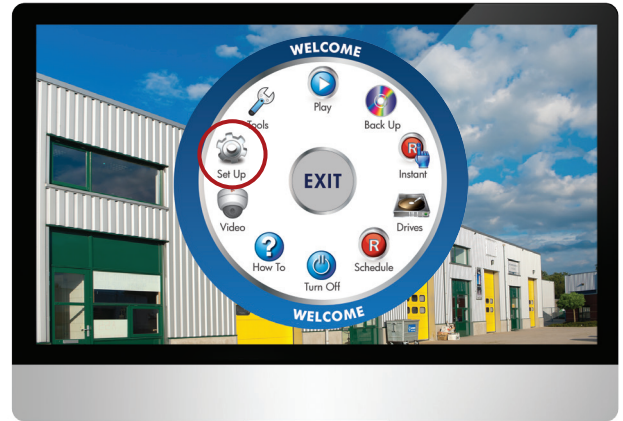 WELCOME
Play
Back Up
R
Instant
Drives
R
Schedule
Turn Off
?
How To
Video
Set Up
Tools
EXIT
WELCOME